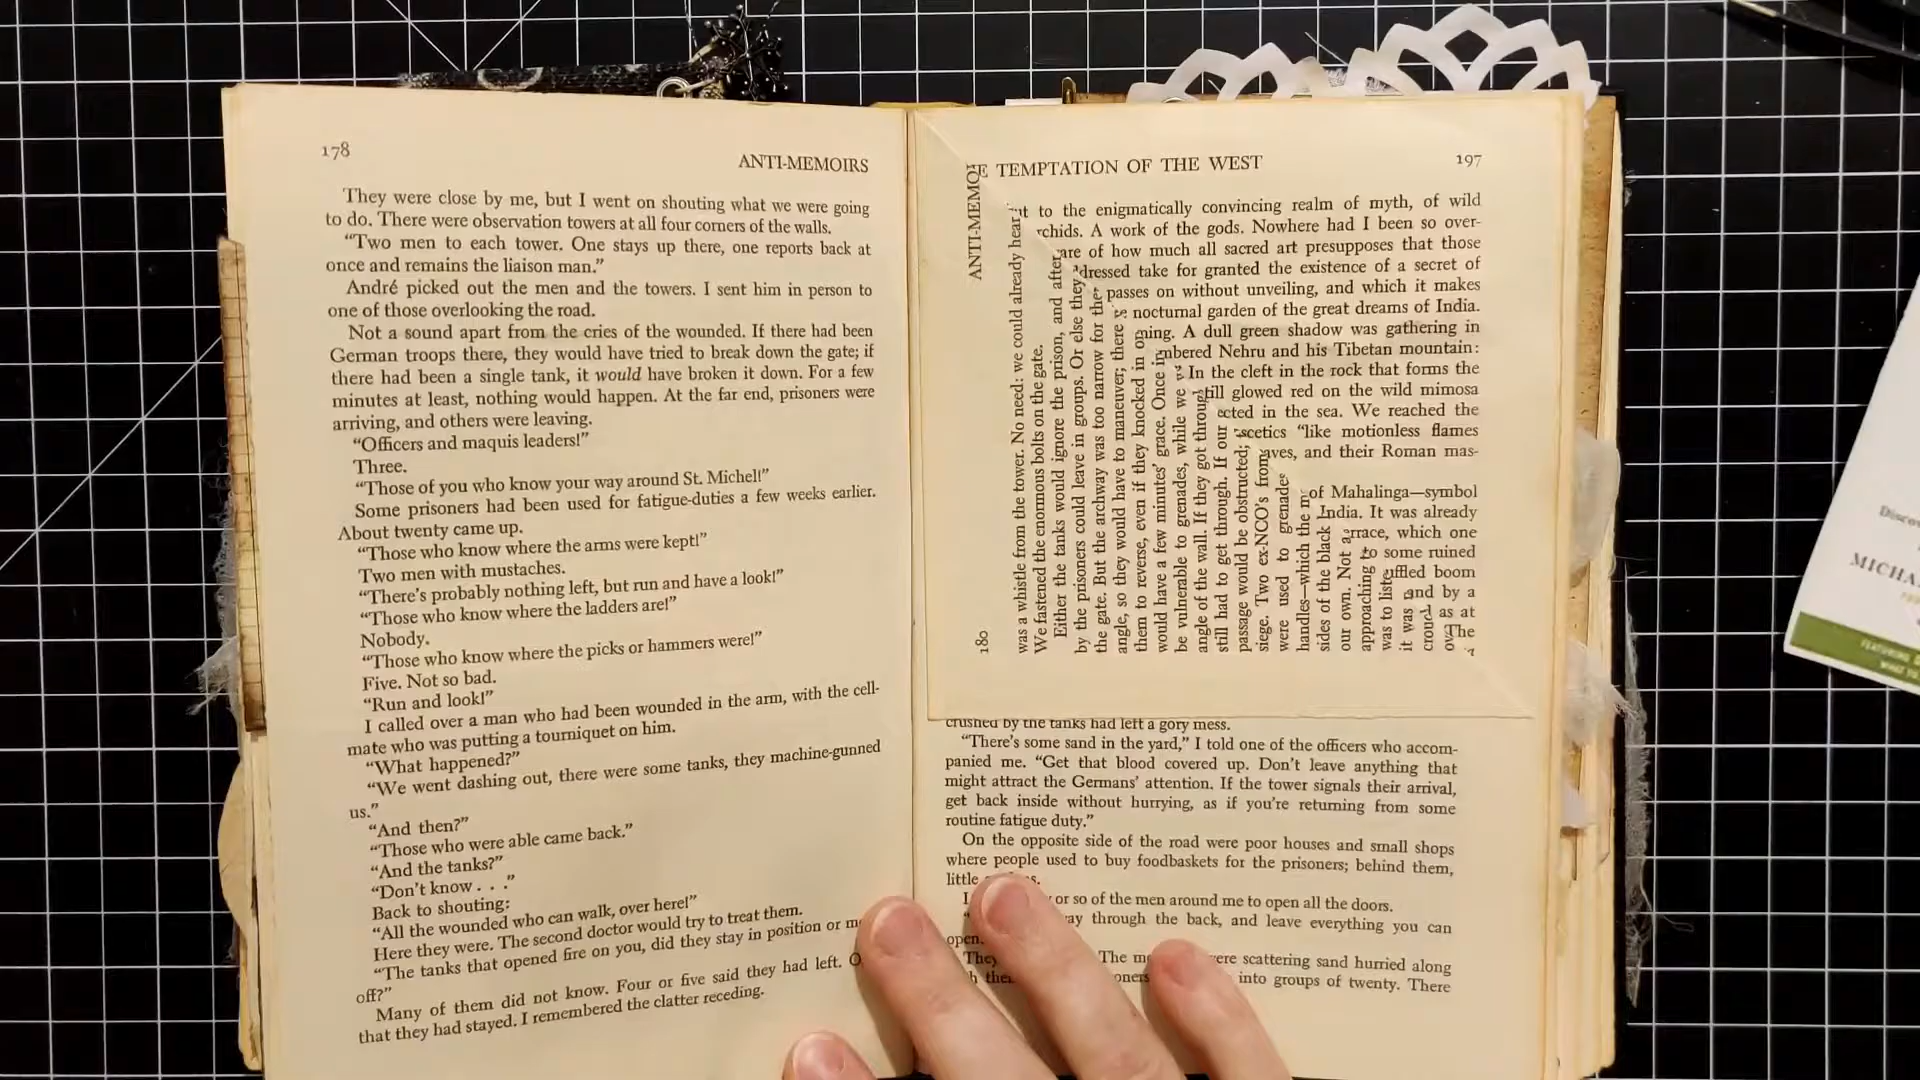 178
ANTI-MEMOIRS
They were close by me, but I went on shouting what we were going
to do. There were observation towers at all four corners of the walls.
“Two men to each tower. One stays up there, one reports back at
once and remains the liaison man.”
André picked out the men and the towers. I sent him in person to
one of those overlooking the road.
Not a sound apart from the cries of the wounded. If there had been
German troops there, they would have tried to break down the gate; if
there had been a single tank, it would have broken it down. For a few
minutes at least, nothing would happen. At the far end, prisoners were
arriving, and others were leaving.
“Officers and maquis leaders!”
Three.
“Those of you who know your way around St. Michel!”
Some prisoners had been used for fatigue-duties a few weeks earlier.
About twenty came up.
“Those who know where the arms were kept!”
Two men with mustaches.
“There’s probably nothing left, but run and have a look!”
“Those who know where the ladders are!”
Nobody.
“Those who know where the picks or hammers were!”
Five. Not so bad.
“Run and look!”
I called over a man who had been wounded in the arm, with the cell-
mate who was putting a tourniquet on him.
“What happened?”
“We went dashing out, there were some tanks, they machine-gunned
us.”
“And then?”
“Those who were able came back.”
“And the tanks?”
“Don’t know . . .”
Back to shouting:
“All the wounded who can walk, over here!”
Here they were. The second doctor would try to treat them.
“The tanks that opened fire on you, did they stay in position or
off?”
Many of them did not know. Four or five said they had left.
that they had stayed. I remembered the clatter receding.
TEMPTATION OF THE WEST
197
to the enigmatically convincing realm of myth, of wild
A work of the gods. Nowhere had I been so over-
of how much all sacred art presupposes that those
take for granted the existence of a secret of
passes on without unveiling, and which it makes
nocturnal garden of the great dreams of India.
A dull green shadow was gathering in
Nehru and his Tibetan mountain:
In the cleft in the rock that forms the
glowed red on the wild mimosa
in the sea. We reached the
“like motionless flames
and their Roman mas-
of Mahalinga—symbol
India. It was already
which one
some ruined
boom
and by a
as at
The
180
ANTI-MEMOI
was a whistle from the tower. No need: we could already hear
We fastened the enormous bolts on the gate.
Either the tanks would ignore the prison, and after
by the prisoners could leave in groups. Or else they
the gate. But the archway was too narrow for the
angle, so they would have to maneuver; there
them to reverse, even if they knocked in
would have a few minutes’ grace. Once
be vulnerable to grenades, while we
angle of the wall. If they got through
still had to get through. If our
passage would be obstructed;
siege. Two ex-NCO’s from
were used to grenades
handles—which the
sides of the black
our own. Not
approaching
was to
it was
crushed by the tanks had left a gory mess.
“There’s some sand in the yard,” I told one of the officers who accom-
panied me. “Get that blood covered up. Don’t leave anything that
might attract the Germans’ attention. If the tower signals their arrival,
get back inside without hurrying, as if you’re returning from some
routine fatigue duty.”
On the opposite side of the road were poor houses and small shops
where people used to buy foodbaskets for the prisoners; behind them,
little
I or so of the men around me to open all the doors.
through the back, and leave everything you can
open.
They The were scattering sand hurried along
into groups of twenty. There